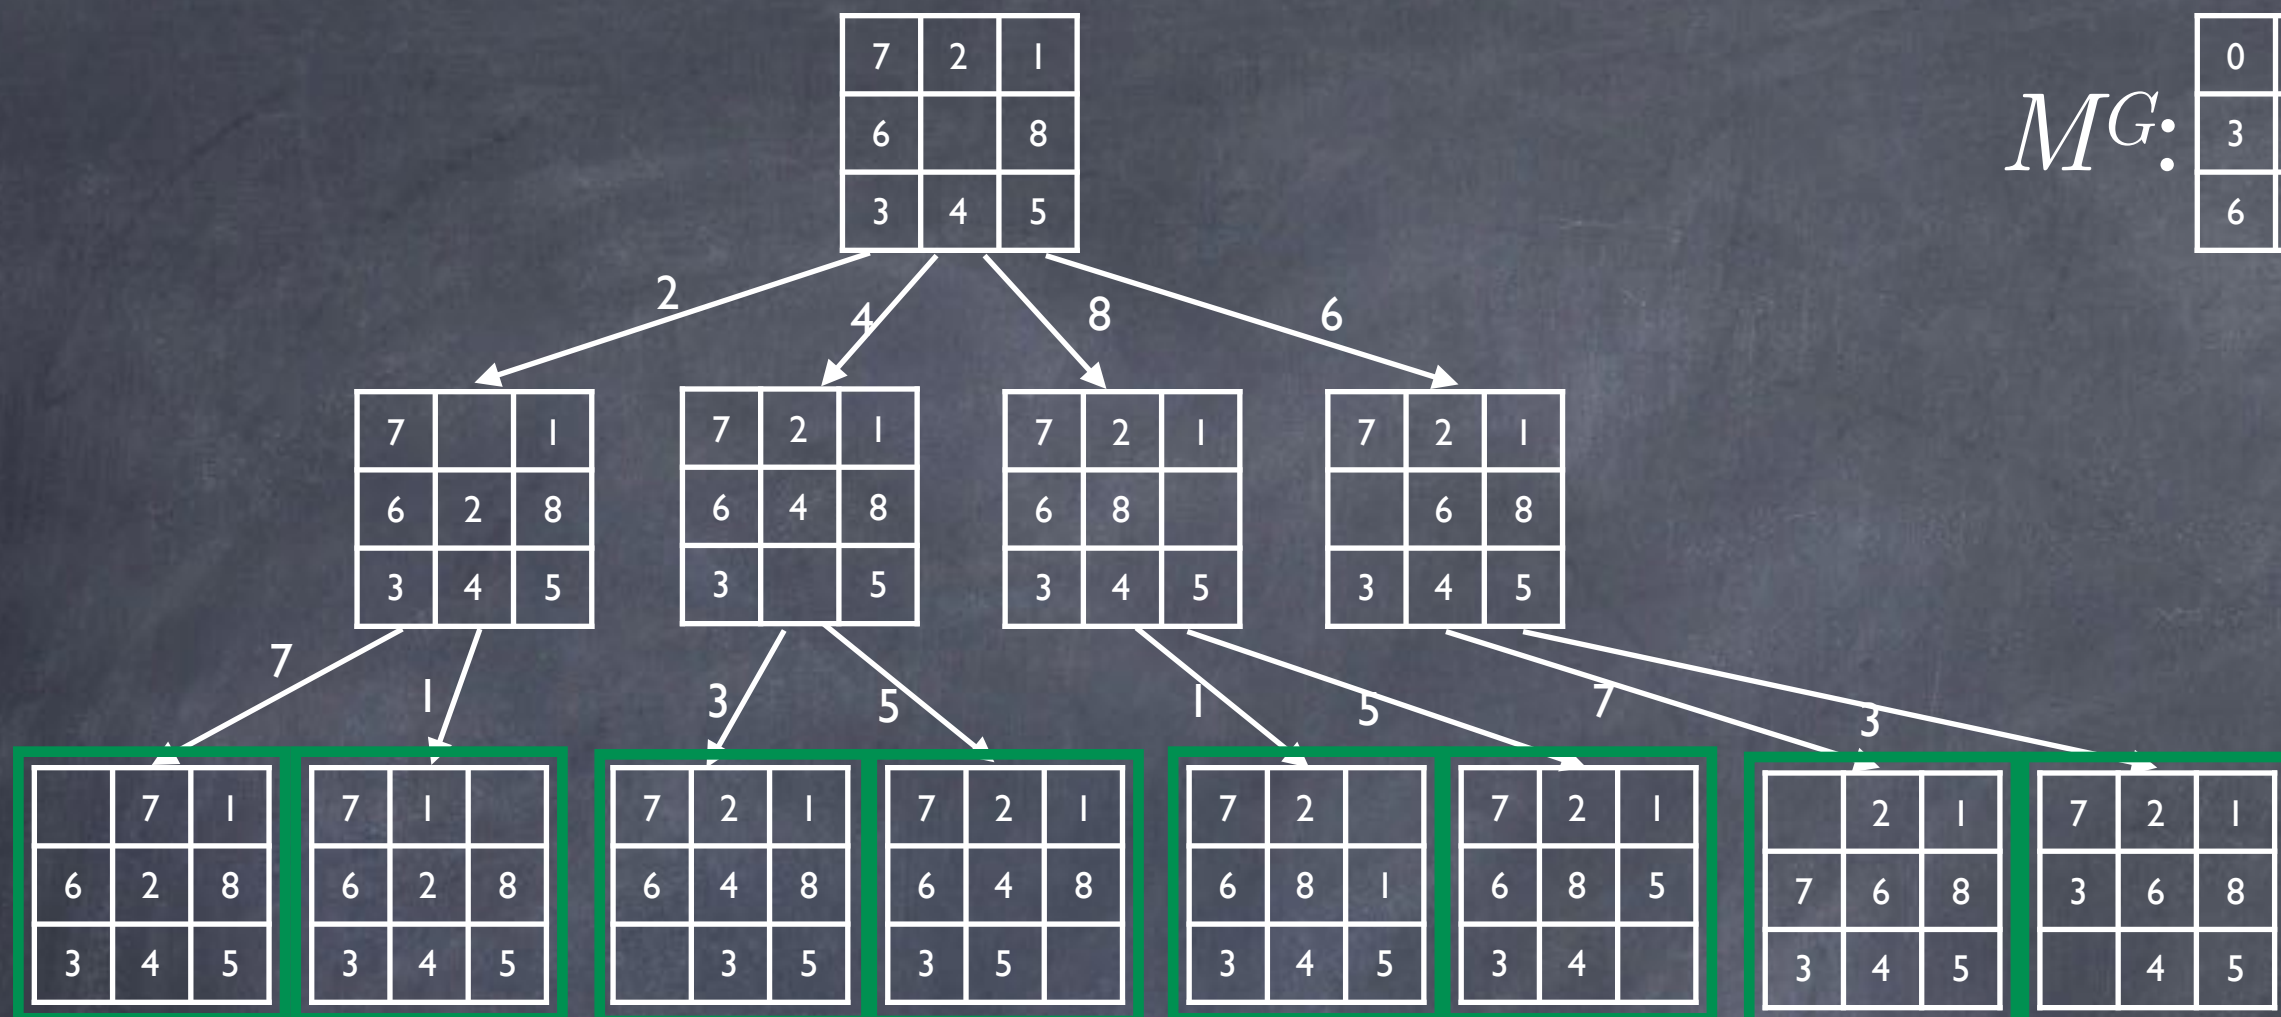 7 2 1 0
M^G:
6 8 3
3 4 5 6
2 4 8 6
7 1 7 2 1 7 2 1 7 2 1
6 2 8 6 4 8 6 8 6 8
3 4 5 3 5 3 4 5 3 4 5
7 1 3 5 1 5 7 3
7 1 7 1 7 2 1 7 2 1 7 2 7 2 1 2 1 7 2 1
6 2 8 6 2 8 6 4 8 6 4 8 6 8 1 6 8 5 7 6 8 3 6 8
3 4 5 3 4 5 3 5 3 5 3 4 5 3 4 3 4 5 4 5